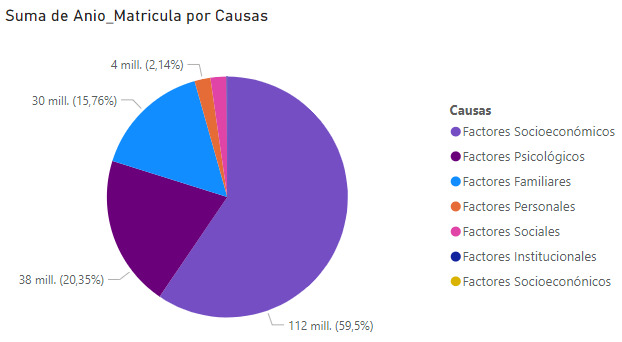 Suma de Anio_Matricula por Causas
4 mill. (2,14%)
30 mill. (15,76%)
38 mill. (20,35%)
112 mill. (59,5%)
Causas
Factores Socioeconómicos
Factores Psicológicos
Factores Familiares
Factores Personales
Factores Sociales
Factores Institucionales
Factores Socioeconónicos